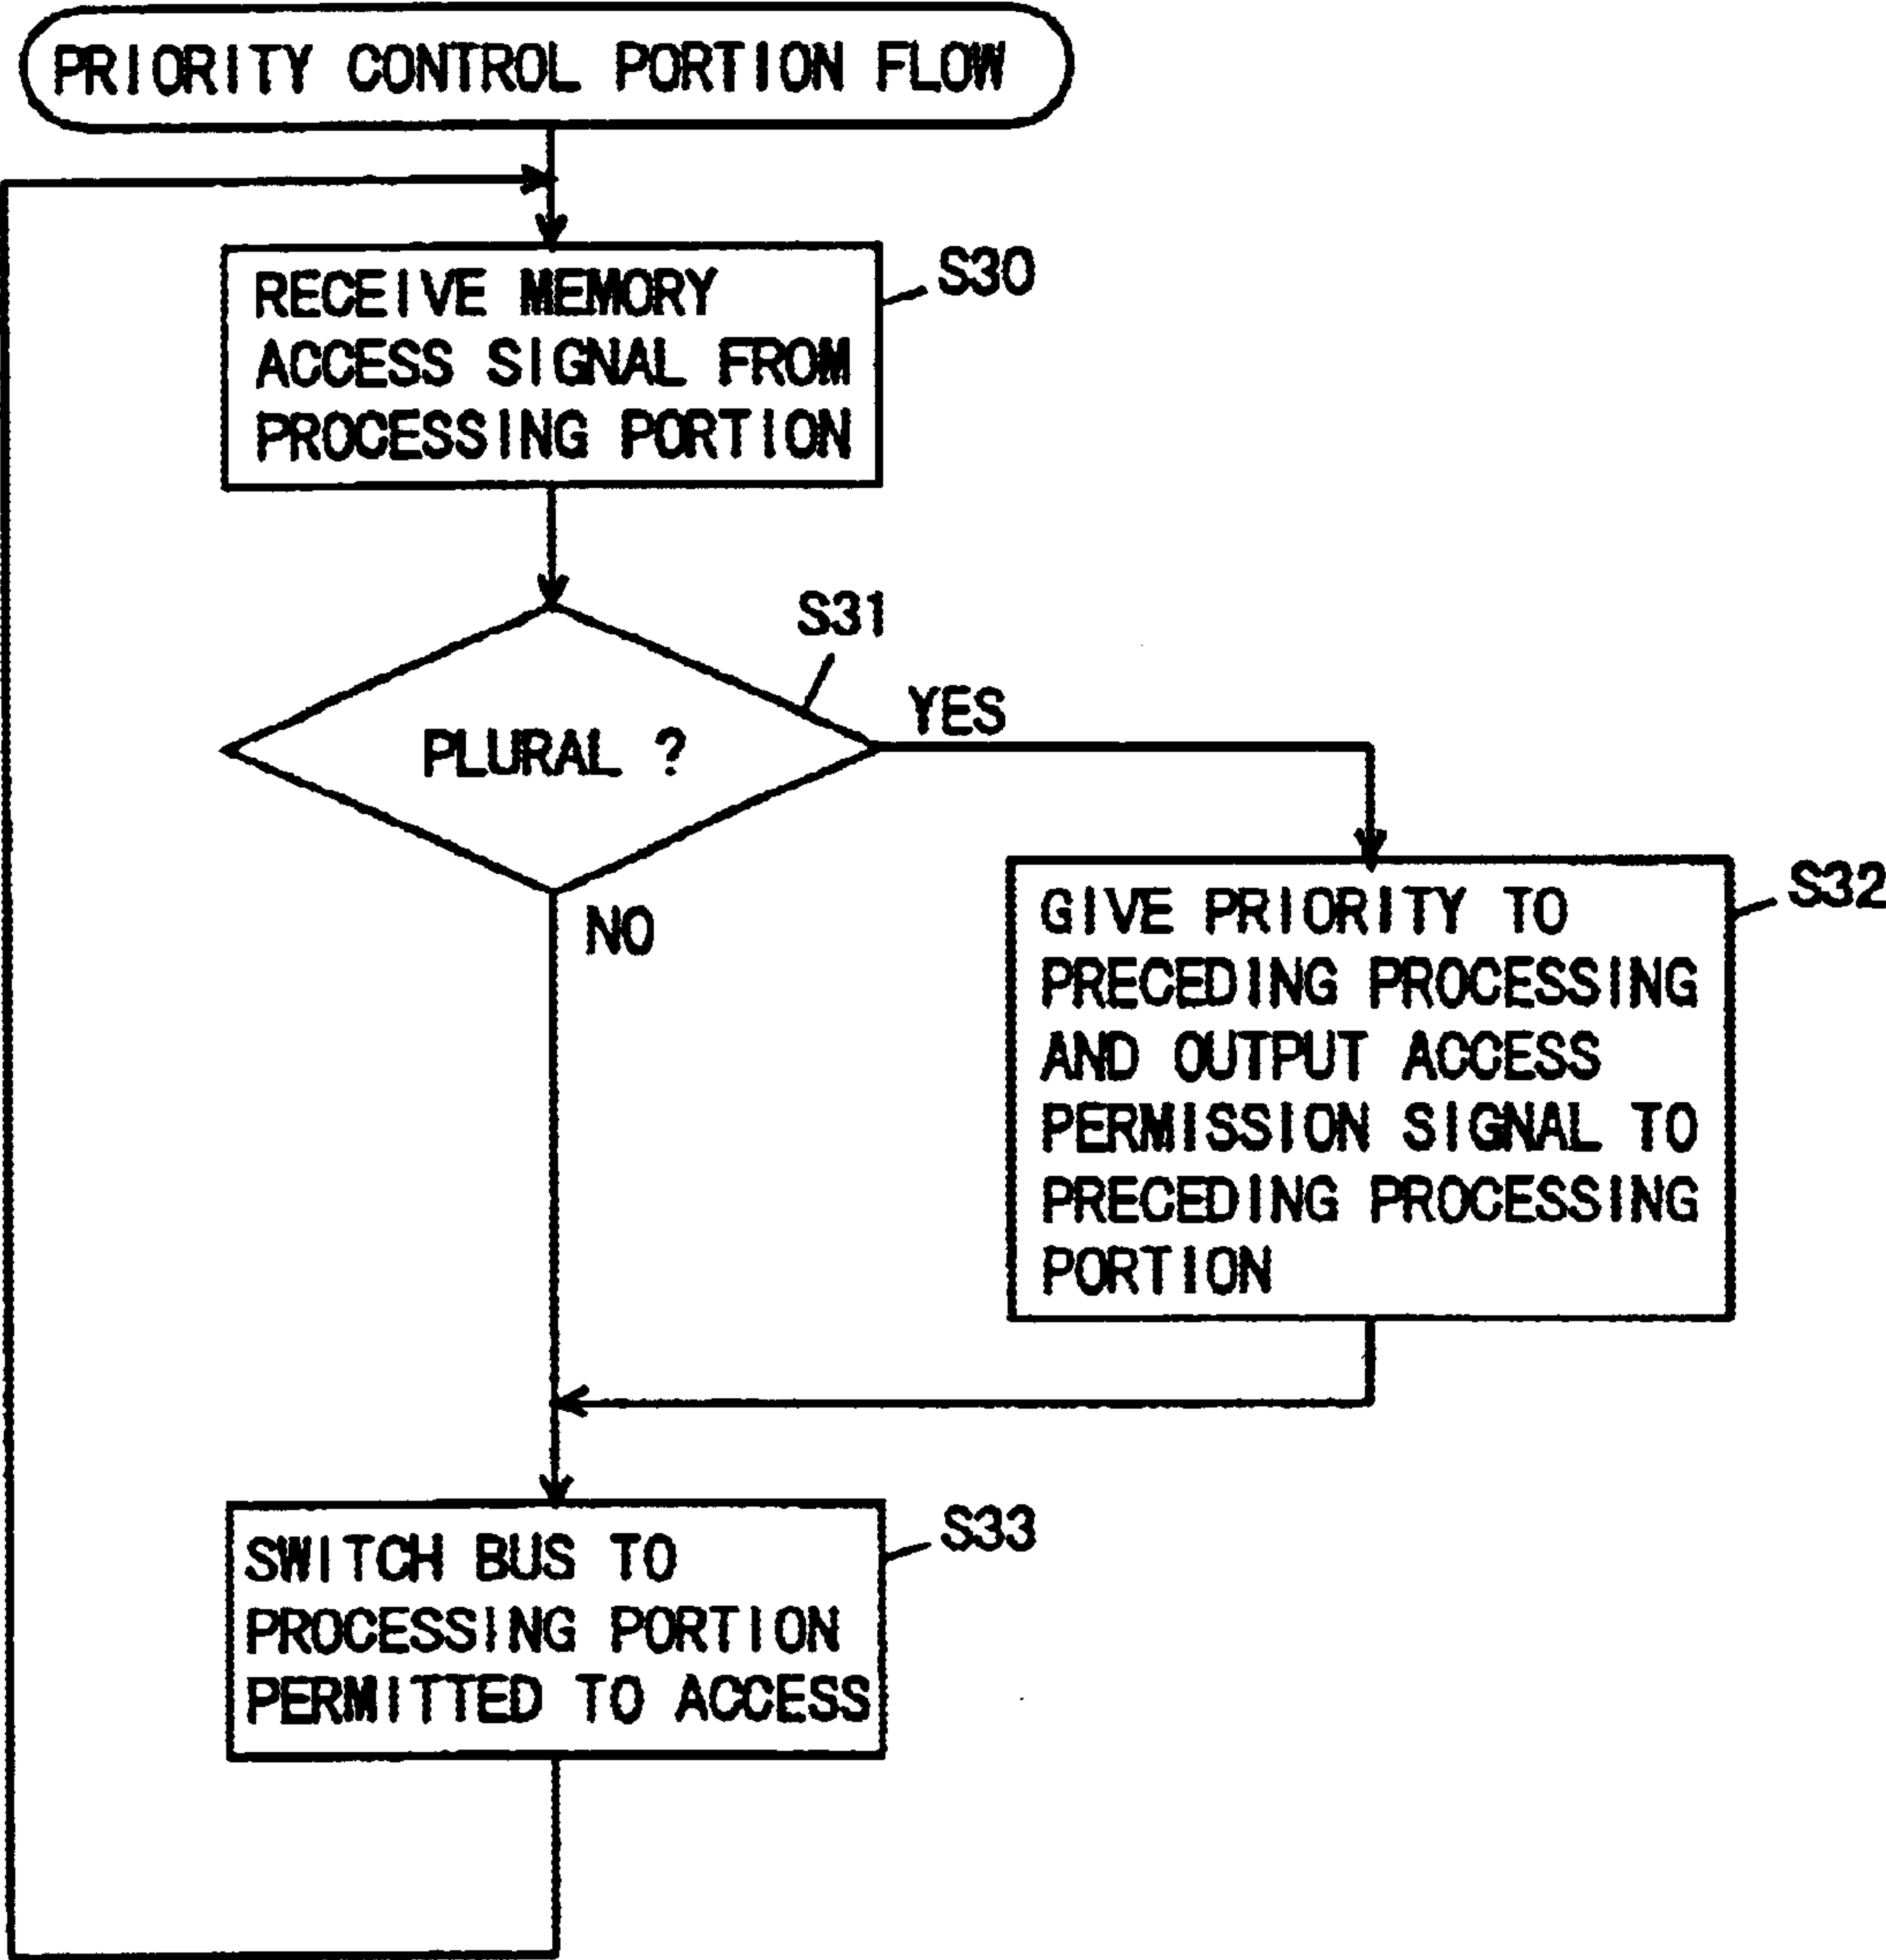 PRIORITY CONTROL PORTION FLOW
RECEIVE MEMORY
ACCESS SIGNAL FROM
PROCESSING PORTION
S30
S31
PLURAL ?
YES
NO
GIVE PRIORITY TO
PRECEDING PROCESSING
AND OUTPUT ACCESS
PERMISSION SIGNAL TO
PRECEDING PROCESSING
PORTION
S32
SWITCH BUS TO
PROCESSING PORTION
PERMITTED TO ACCESS
S33